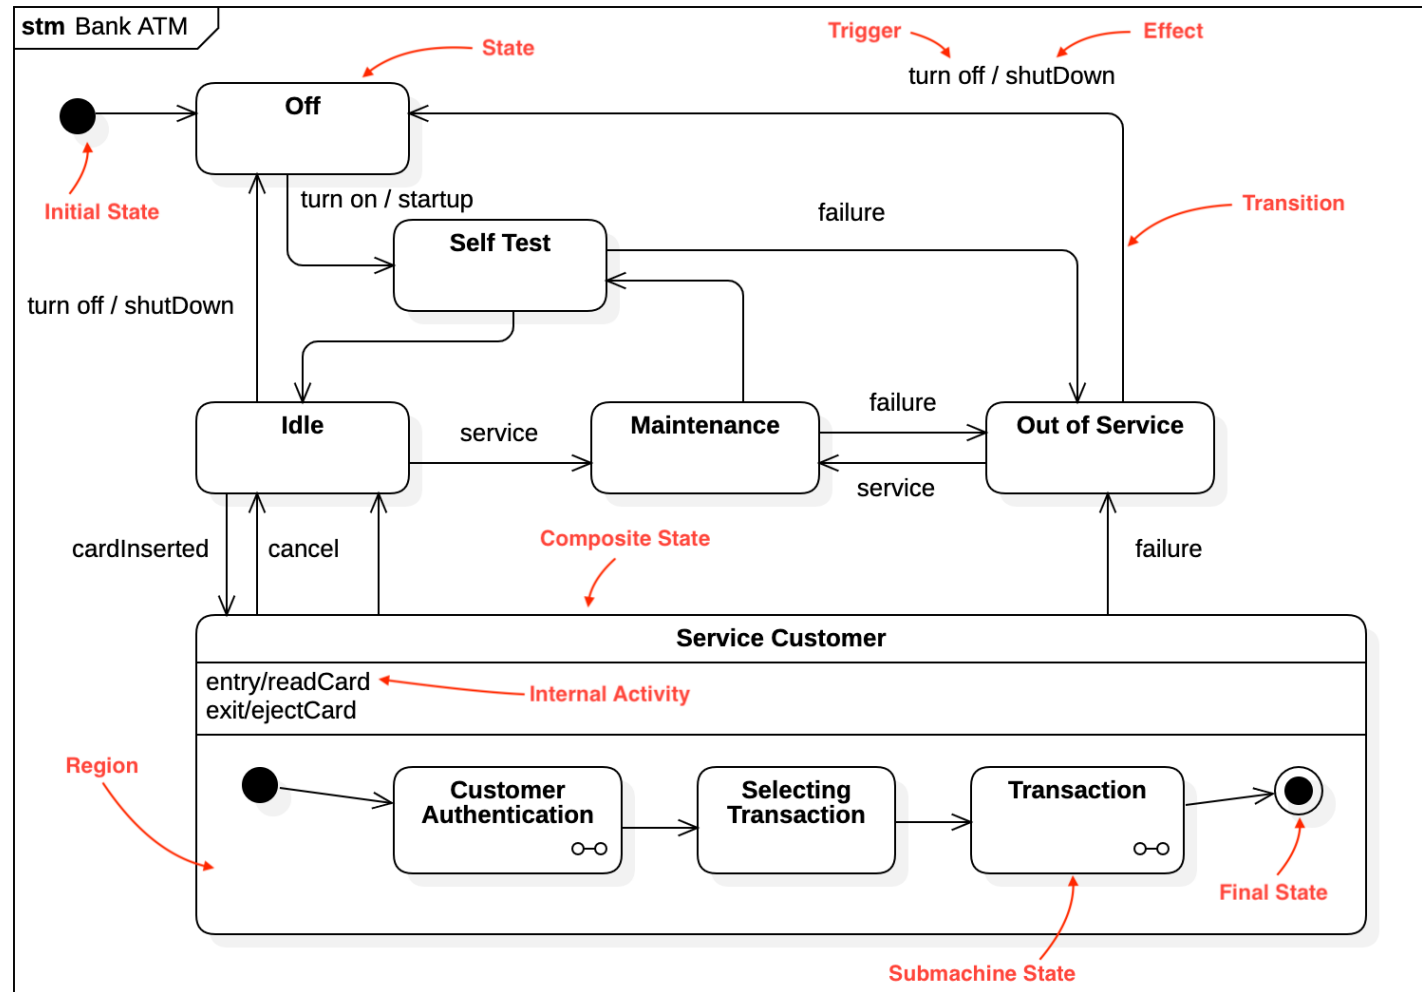 stm Bank ATM
Trigger
Effect
State
turn off / shutDown
Off
Initial State
turn on / startup
failure
Transition
Self Test
turn off / shutDown
Idle
service
Maintenance
failure
Out of Service
service
cardInserted
cancel
Composite State
failure
Service Customer
entry/readCard
exit/ejectCard
Internal Activity
Region
Customer
Authentication
Selecting
Transaction
Transaction
Final State
Submachine State